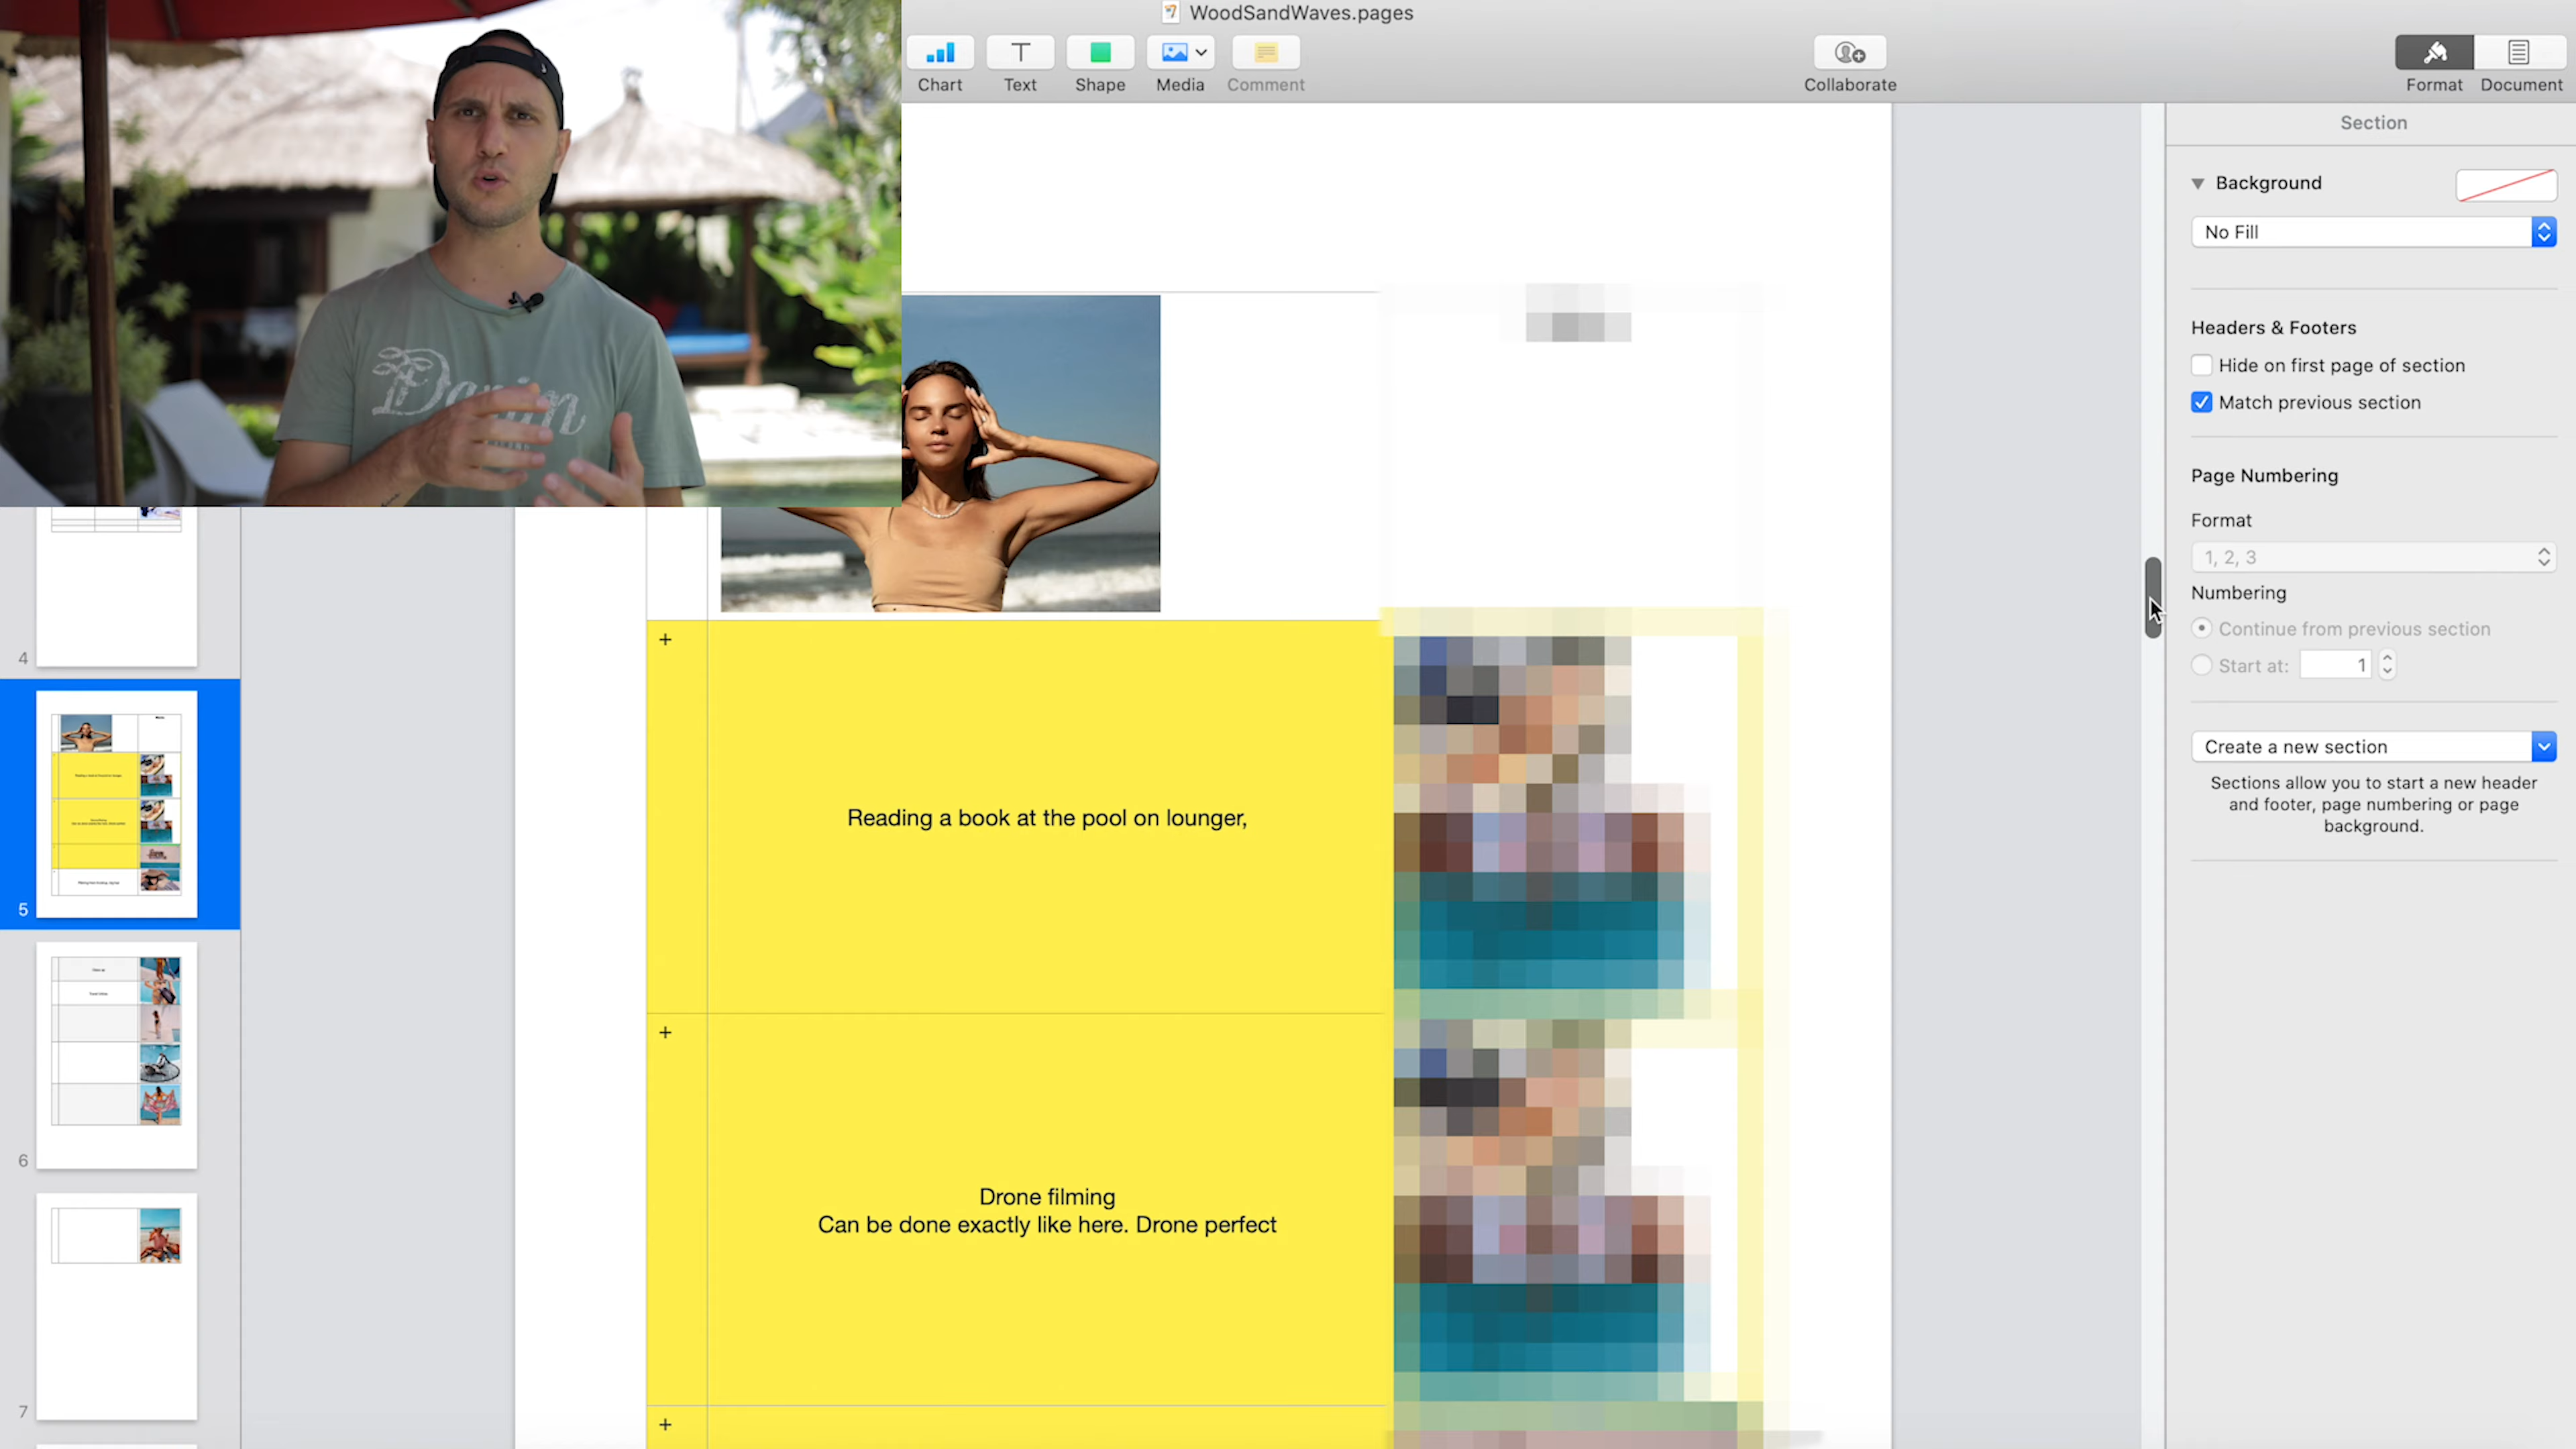 WoodSandWaves.pages
Chart
Text
Shape
Media
Comment
Collaborate
Format
Document
Section
Background
No Fill
Headers & Footers
Hide on first page of section
Match previous section
Page Numbering
Format
1, 2, 3
Numbering
Continue from previous section
Start at:
1
Create a new section
Sections allow you to start a new header
and footer, page numbering or page
background.
Denim
+
Reading a book at the pool on lounger,
+
Drone filming
Can be done exactly like here. Drone perfect
+
4
5
6
7